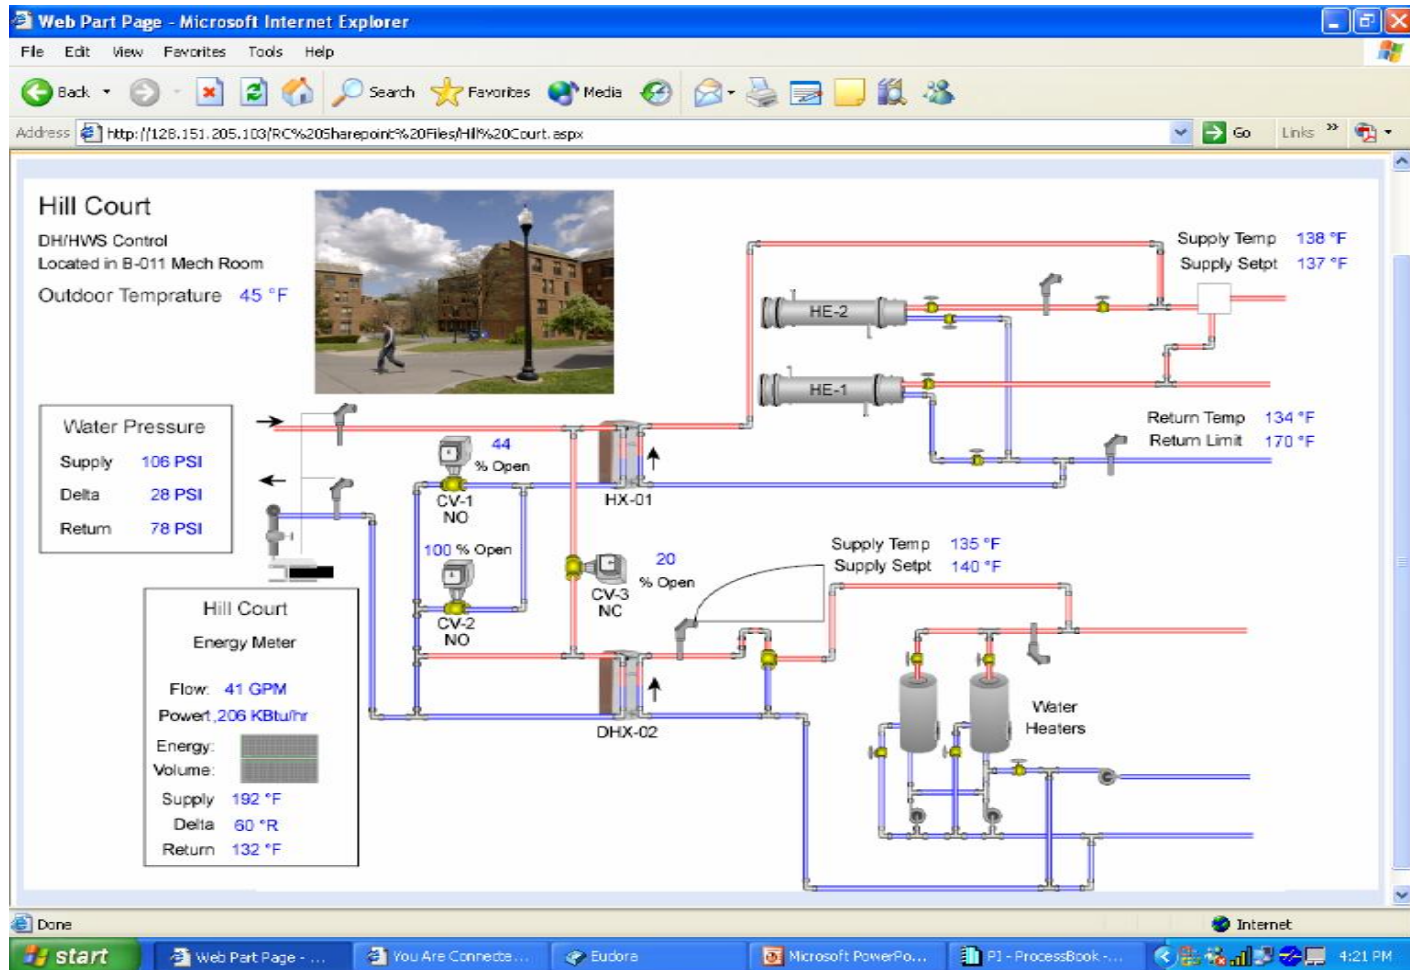 Web Part Page - Microsoft Internet Explorer
File Edit View Favorites Tools Help
Back Search Favorites Media
Address http://128.151.205.103/RC%20Sharepoint%20Files/Hill%20Court.aspx Go Links »
Hill Court
DH/HWS Control
Located in B-011 Mech Room
Outdoor Temprature 45 °F
Supply Temp 138 °F
Supply Setpt 137 °F
HE-2
HE-1
Return Temp 134 °F
Return Limit 170 °F
Water Pressure
Supply 106 PSI
Delta 28 PSI
Return 78 PSI
44
% Open
CV-1
NO
HX-01
100 % Open
CV-2
NO
20
% Open
CV-3
NC
Supply Temp 135 °F
Supply Setpt 140 °F
DHX-02
Water
Heaters
Hill Court
Energy Meter
Flow: 41 GPM
Power1,206 KBtu/hr
Energy:
Volume:
Supply 192 °F
Delta 60 °R
Return 132 °F
Done Internet
start Web Part Page - ... You Are Connecte... Eudora Microsoft PowerPo... PI - ProcessBook -... 4:21 PM